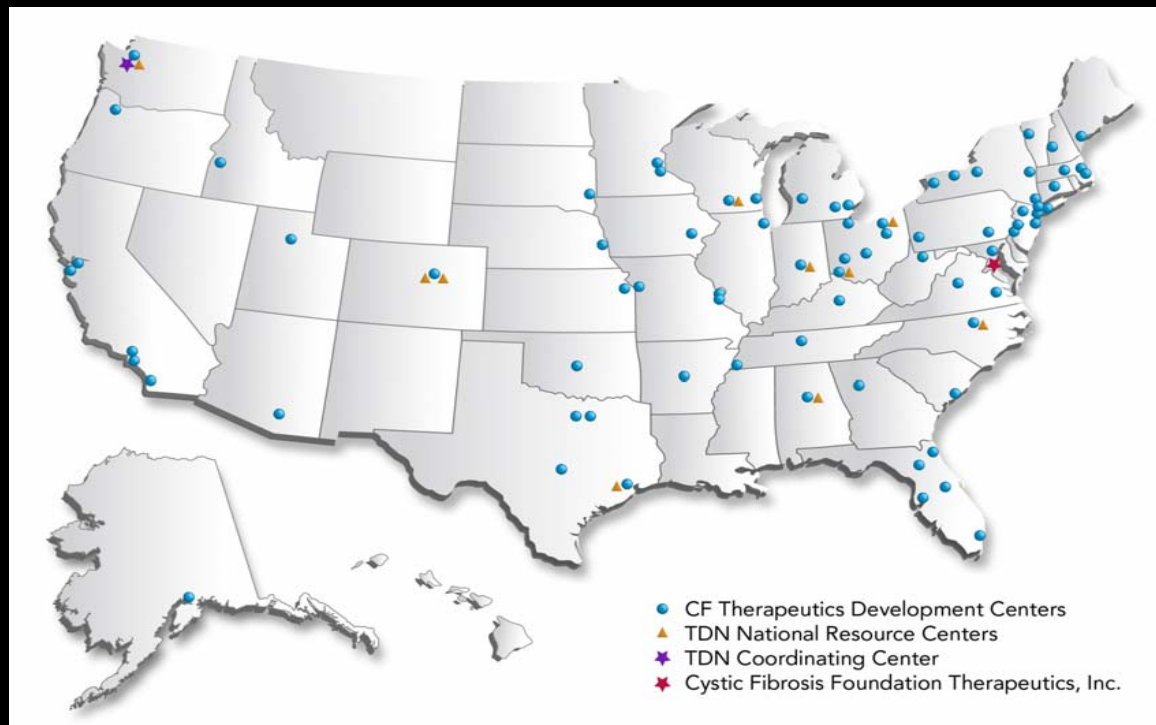 CF Therapeutics Development Centers
TDN National Resource Centers
TDN Coordinating Center
Cystic Fibrosis Foundation Therapeutics, Inc.